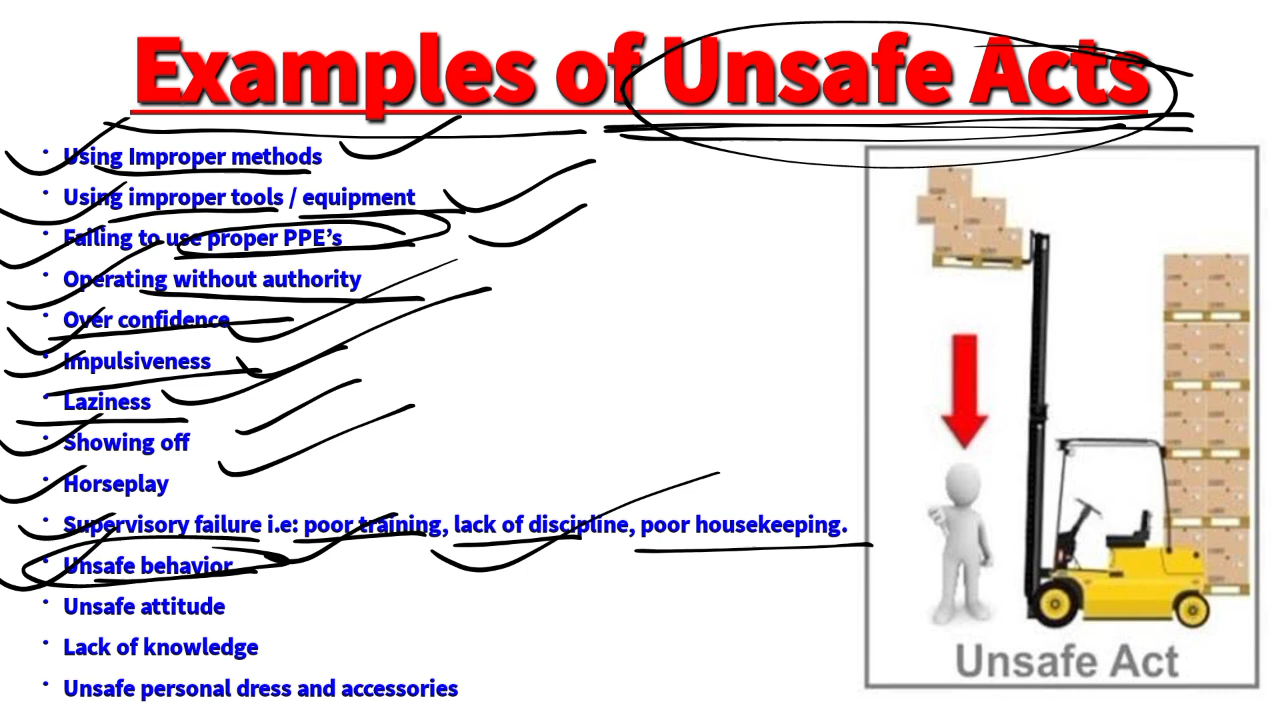 Examples of Unsafe Acts
· Using Improper methods
· Using improper tools / equipment
· Failing to use proper PPE’s
· Operating without authority
· Over confidence
· Impulsiveness
· Laziness
· Showing off
· Horseplay
· Supervisory failure i.e: poor training, lack of discipline, poor housekeeping.
· Unsafe behavior
· Unsafe attitude
· Lack of knowledge
· Unsafe personal dress and accessories
Unsafe Act